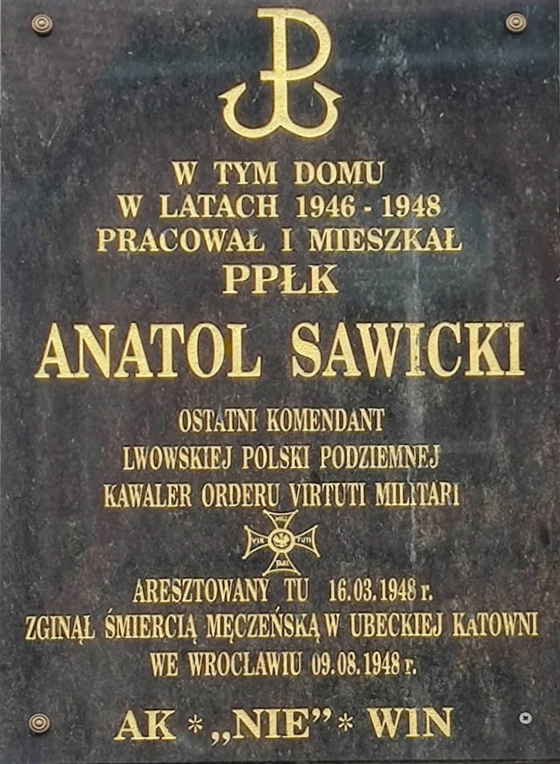 W TYM DOMU
W LATACH 1946 - 1948
PRACOWAŁ I MIESZKAŁ
PPŁK
ANATOL SAWICKI
OSTATNI KOMENDANT
LWOWSKIEJ POLSKI PODZIEMNEJ
KAWALER ORDERU VIRTUTI MILITARI
VIR TUTI
ARESZTOWANY TU 16.03.1948 r.
ZGINĄŁ ŚMIERCIĄ MĘCZEŃSKĄ W UBECKIEJ KATOWNI
WE WROCŁAWIU 09.08.1948 r.
AK * „NIE” * WIN